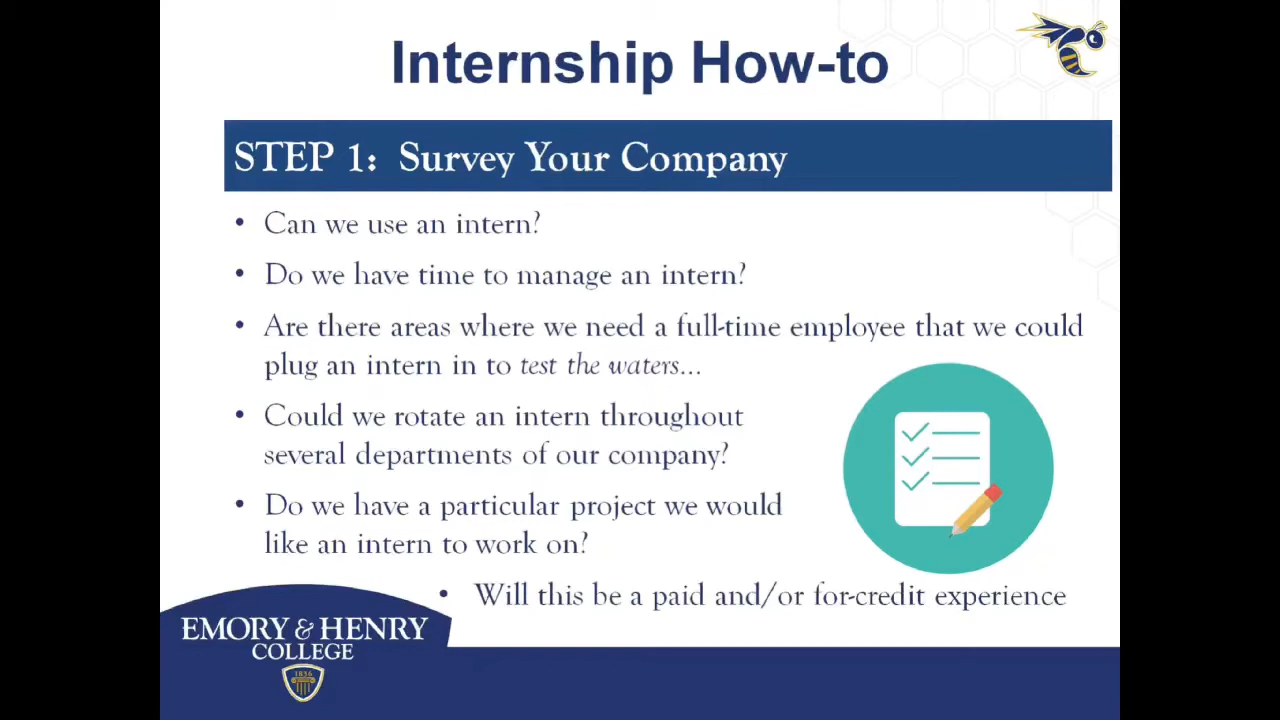 Internship How-to
STEP 1: Survey Your Company
• Can we use an intern?
• Do we have time to manage an intern?
• Are there areas where we need a full-time employee that we could
plug an intern in to test the waters...
• Could we rotate an intern throughout
several departments of our company?
• Do we have a particular project we would
like an intern to work on?
• Will this be a paid and/or for-credit experience
EMORY & HENRY
COLLEGE
1836